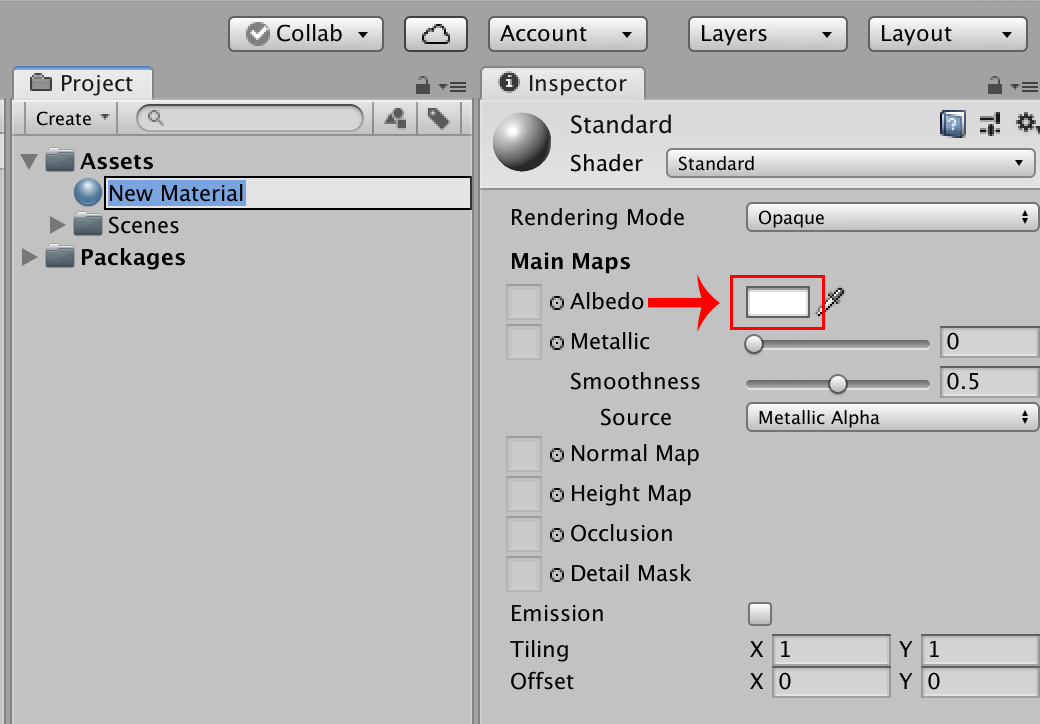 Collab Account Layers Layout
Project
Create
Assets
New Material
Scenes
Packages
Inspector
Standard
Shader Standard
Rendering Mode Opaque
Main Maps
Albedo
Metallic 0
Smoothness 0.5
Source Metallic Alpha
Normal Map
Height Map
Occlusion
Detail Mask
Emission
Tiling X 1 Y 1
Offset X 0 Y 0